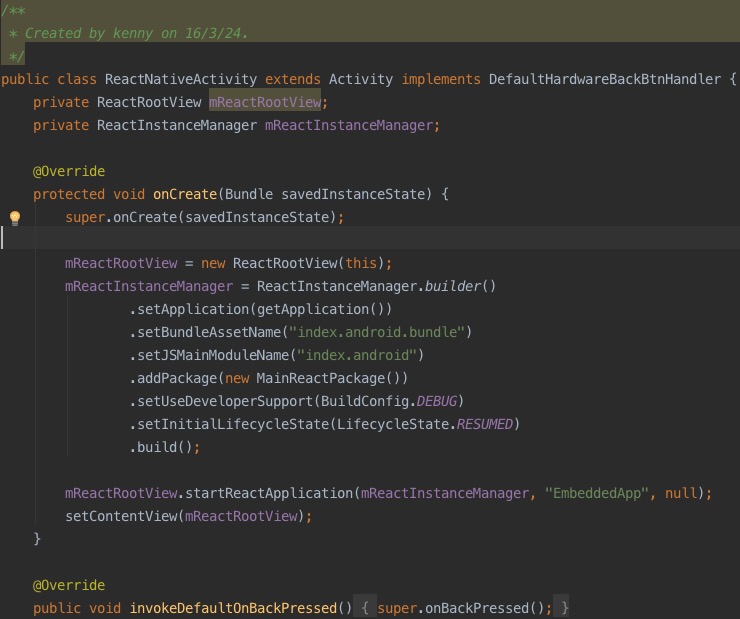 /**
 * Created by kenny on 16/3/24.
 */
public class ReactNativeActivity extends Activity implements DefaultHardwareBackBtnHandler {
    private ReactRootView mReactRootView;
    private ReactInstanceManager mReactInstanceManager;

    @Override
    protected void onCreate(Bundle savedInstanceState) {
        super.onCreate(savedInstanceState);

        mReactRootView = new ReactRootView(this);
        mReactInstanceManager = ReactInstanceManager.builder()
                .setApplication(getApplication())
                .setBundleAssetName("index.android.bundle")
                .setJSMainModuleName("index.android")
                .addPackage(new MainReactPackage())
                .setUseDeveloperSupport(BuildConfig.DEBUG)
                .setInitialLifecycleState(LifecycleState.RESUMED)
                .build();

        mReactRootView.startReactApplication(mReactInstanceManager, "EmbeddedApp", null);
        setContentView(mReactRootView);
    }

    @Override
    public void invokeDefaultOnBackPressed() { super.onBackPressed(); }